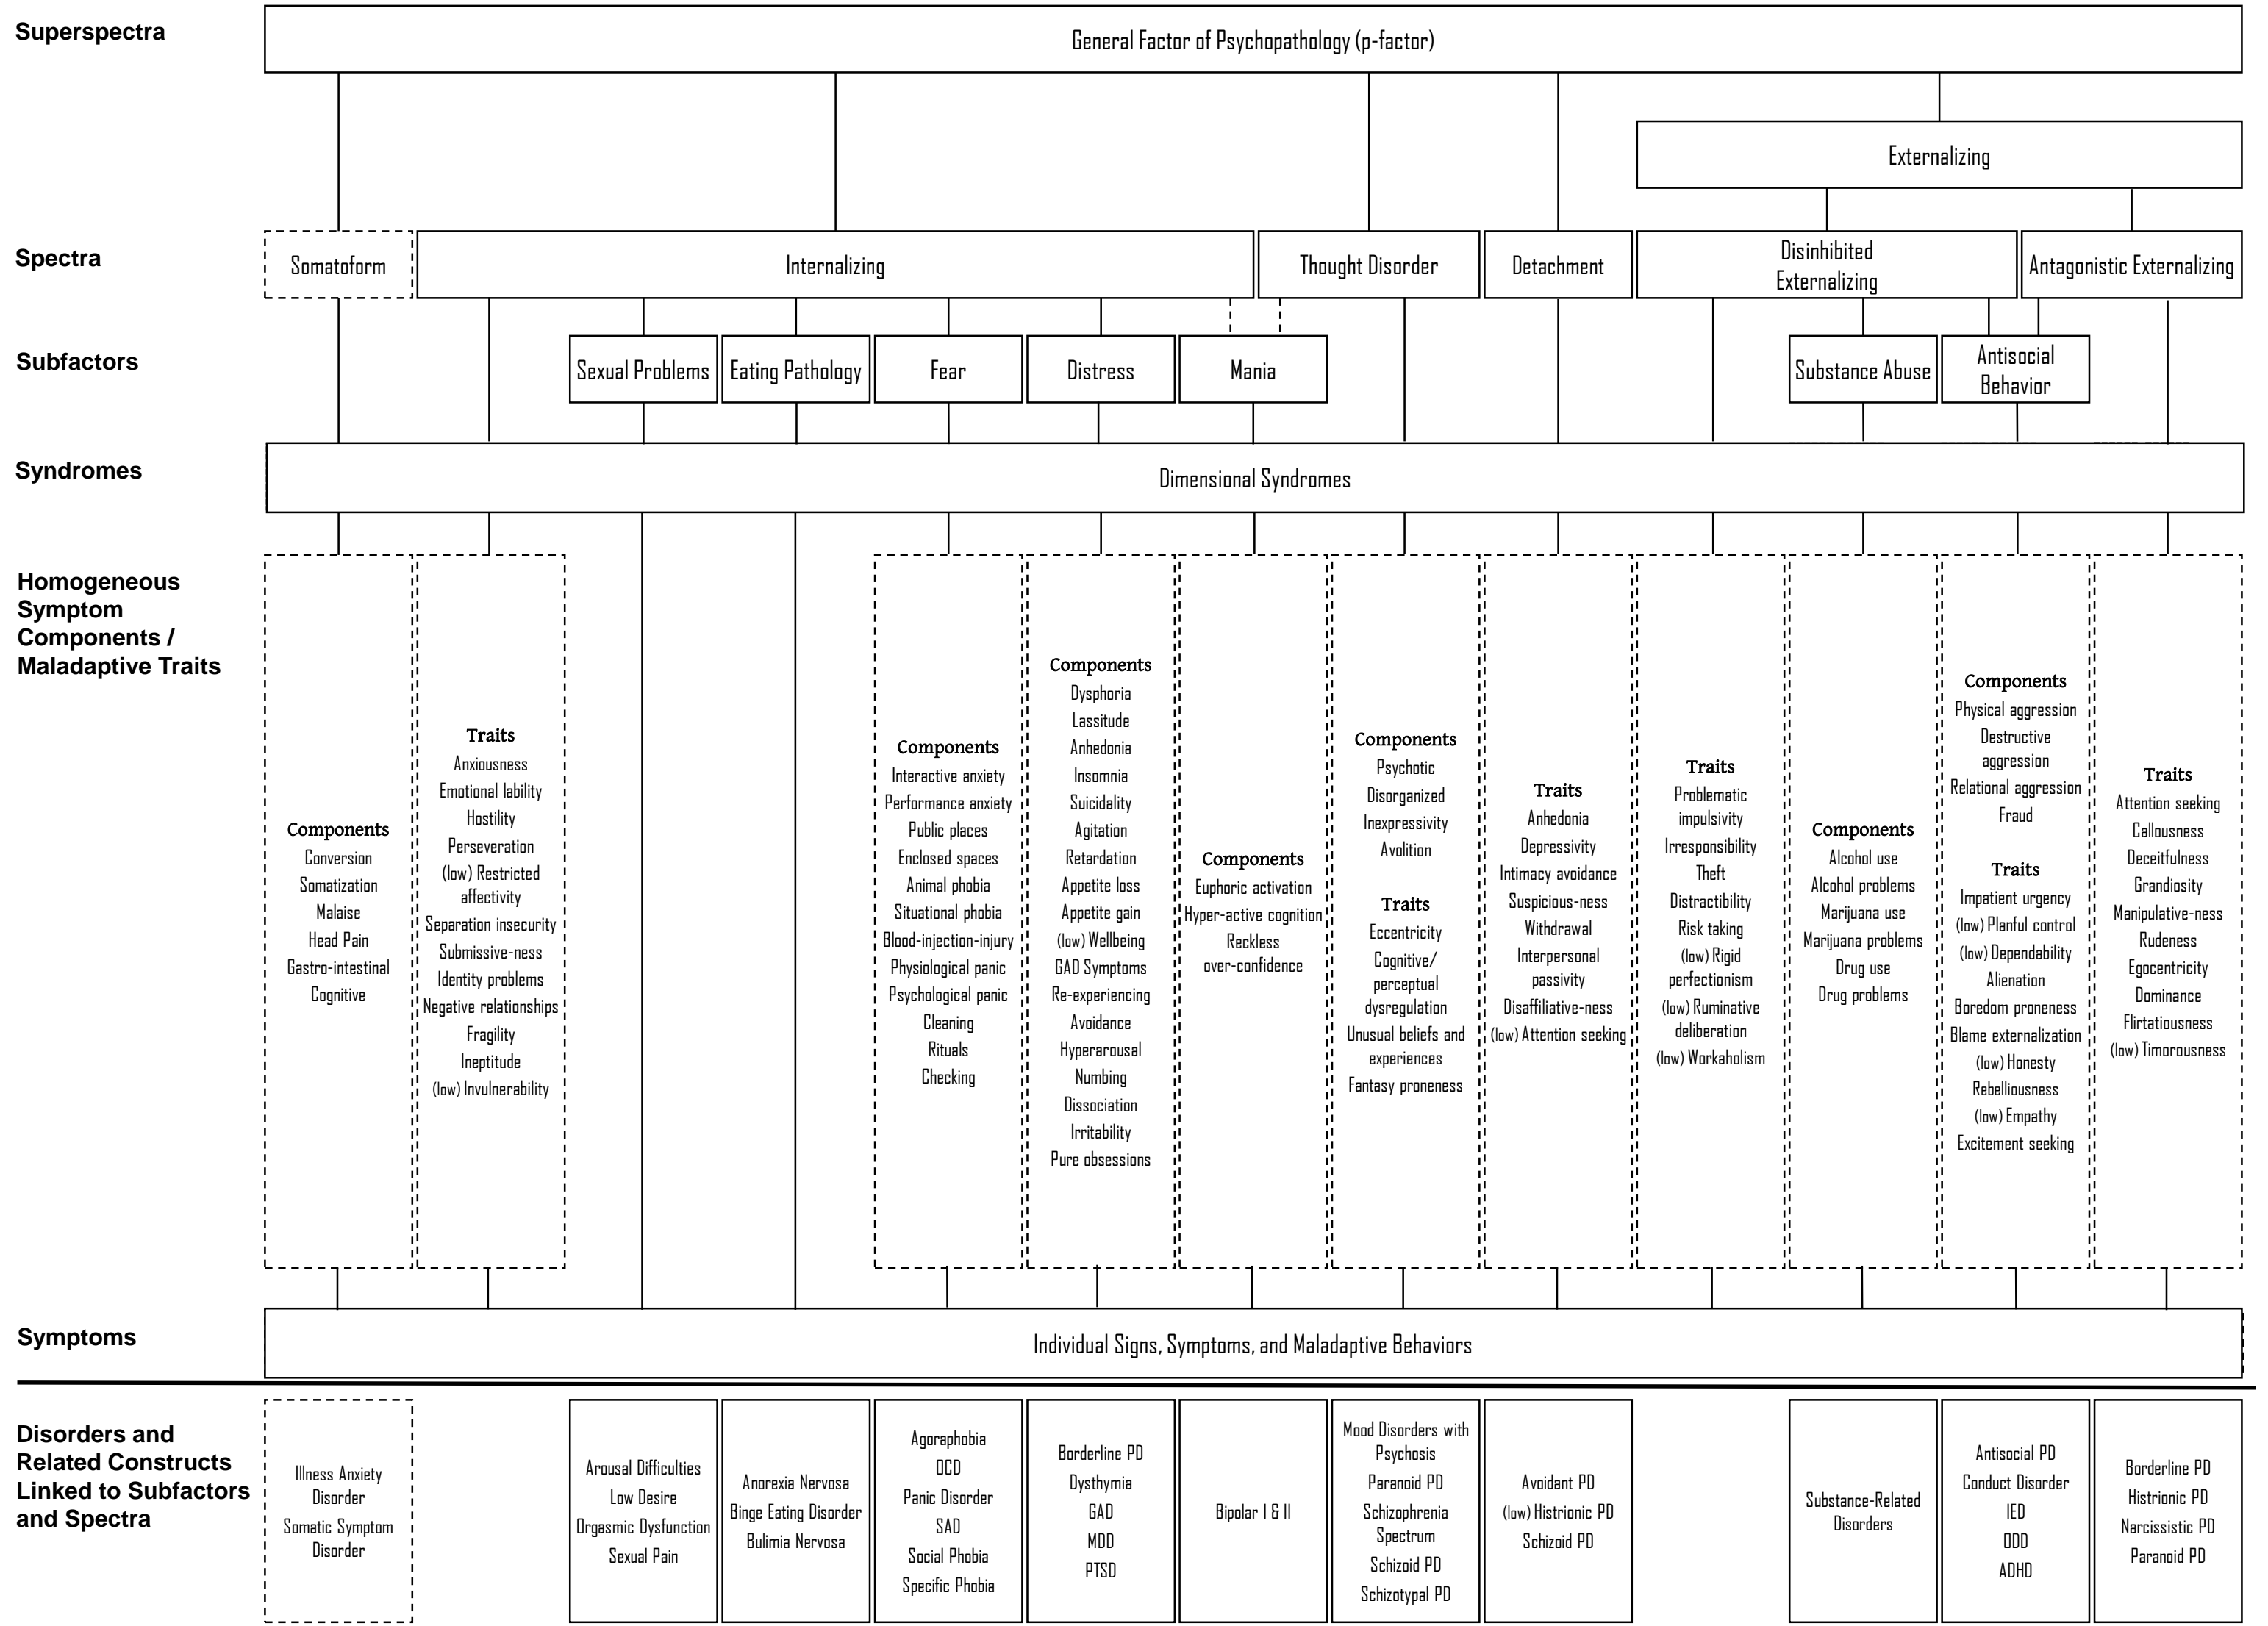 Superspectra
General Factor of Psychopathology (p-factor)
Externalizing
Spectra
Somatoform
Internalizing
Thought Disorder
Detachment
Disinhibited
Externalizing
Antagonistic Externalizing
Subfactors
Sexual Problems
Eating Pathology
Fear
Distress
Mania
Substance Abuse
Antisocial
Behavior
Syndromes
Dimensional Syndromes
Homogeneous
Symptom
Components /
Maladaptive Traits
Components
Conversion
Somatization
Malaise
Head Pain
Gastro-intestinal
Cognitive
Traits
Anxiousness
Emotional lability
Hostility
Perseveration
(low) Restricted
affectivity
Separation insecurity
Submissive-ness
Identity problems
Negative relationships
Fragility
Ineptitude
(low) Invulnerability
Components
Interactive anxiety
Performance anxiety
Public places
Enclosed spaces
Animal phobia
Situational phobia
Blood-injection-injury
Physiological panic
Psychological panic
Cleaning
Rituals
Checking
Components
Dysphoria
Lassitude
Anhedonia
Insomnia
Suicidality
Agitation
Retardation
Appetite loss
Appetite gain
(low) Wellbeing
GAD Symptoms
Re-experiencing
Avoidance
Hyperarousal
Numbing
Dissociation
Irritability
Pure obsessions
Components
Euphoric activation
Hyper-active cognition
Reckless
over-confidence
Components
Psychotic
Disorganized
Inexpressivity
Avolition
Traits
Eccentricity
Cognitive/
perceptual
dysregulation
Unusual beliefs and
experiences
Fantasy proneness
Traits
Anhedonia
Depressivity
Intimacy avoidance
Suspicious-ness
Withdrawal
Interpersonal
passivity
Disaffiliative-ness
(low) Attention seeking
Traits
Problematic
impulsivity
Irresponsibility
Theft
Distractibility
Risk taking
(low) Rigid
perfectionism
(low) Ruminative
deliberation
(low) Workaholism
Components
Alcohol use
Alcohol problems
Marijuana use
Marijuana problems
Drug use
Drug problems
Components
Physical aggression
Destructive
aggression
Relational aggression
Fraud
Traits
Impatient urgency
(low) Planful control
(low) Dependability
Alienation
Boredom proneness
Blame externalization
(low) Honesty
Rebelliousness
(low) Empathy
Excitement seeking
Traits
Attention seeking
Callousness
Deceitfulness
Grandiosity
Manipulative-ness
Rudeness
Egocentricity
Dominance
Flirtatiousness
(low) Timorousness
Symptoms
Individual Signs, Symptoms, and Maladaptive Behaviors
Disorders and
Related Constructs
Linked to Subfactors
and Spectra
Illness Anxiety
Disorder
Somatic Symptom
Disorder
Arousal Difficulties
Low Desire
Orgasmic Dysfunction
Sexual Pain
Anorexia Nervosa
Binge Eating Disorder
Bulimia Nervosa
Agoraphobia
OCD
Panic Disorder
SAD
Social Phobia
Specific Phobia
Borderline PD
Dysthymia
GAD
MDD
PTSD
Bipolar I & II
Mood Disorders with
Psychosis
Paranoid PD
Schizophrenia
Spectrum
Schizoid PD
Schizotypal PD
Avoidant PD
(low) Histrionic PD
Schizoid PD
Substance-Related
Disorders
Antisocial PD
Conduct Disorder
IED
ODD
ADHD
Borderline PD
Histrionic PD
Narcissistic PD
Paranoid PD